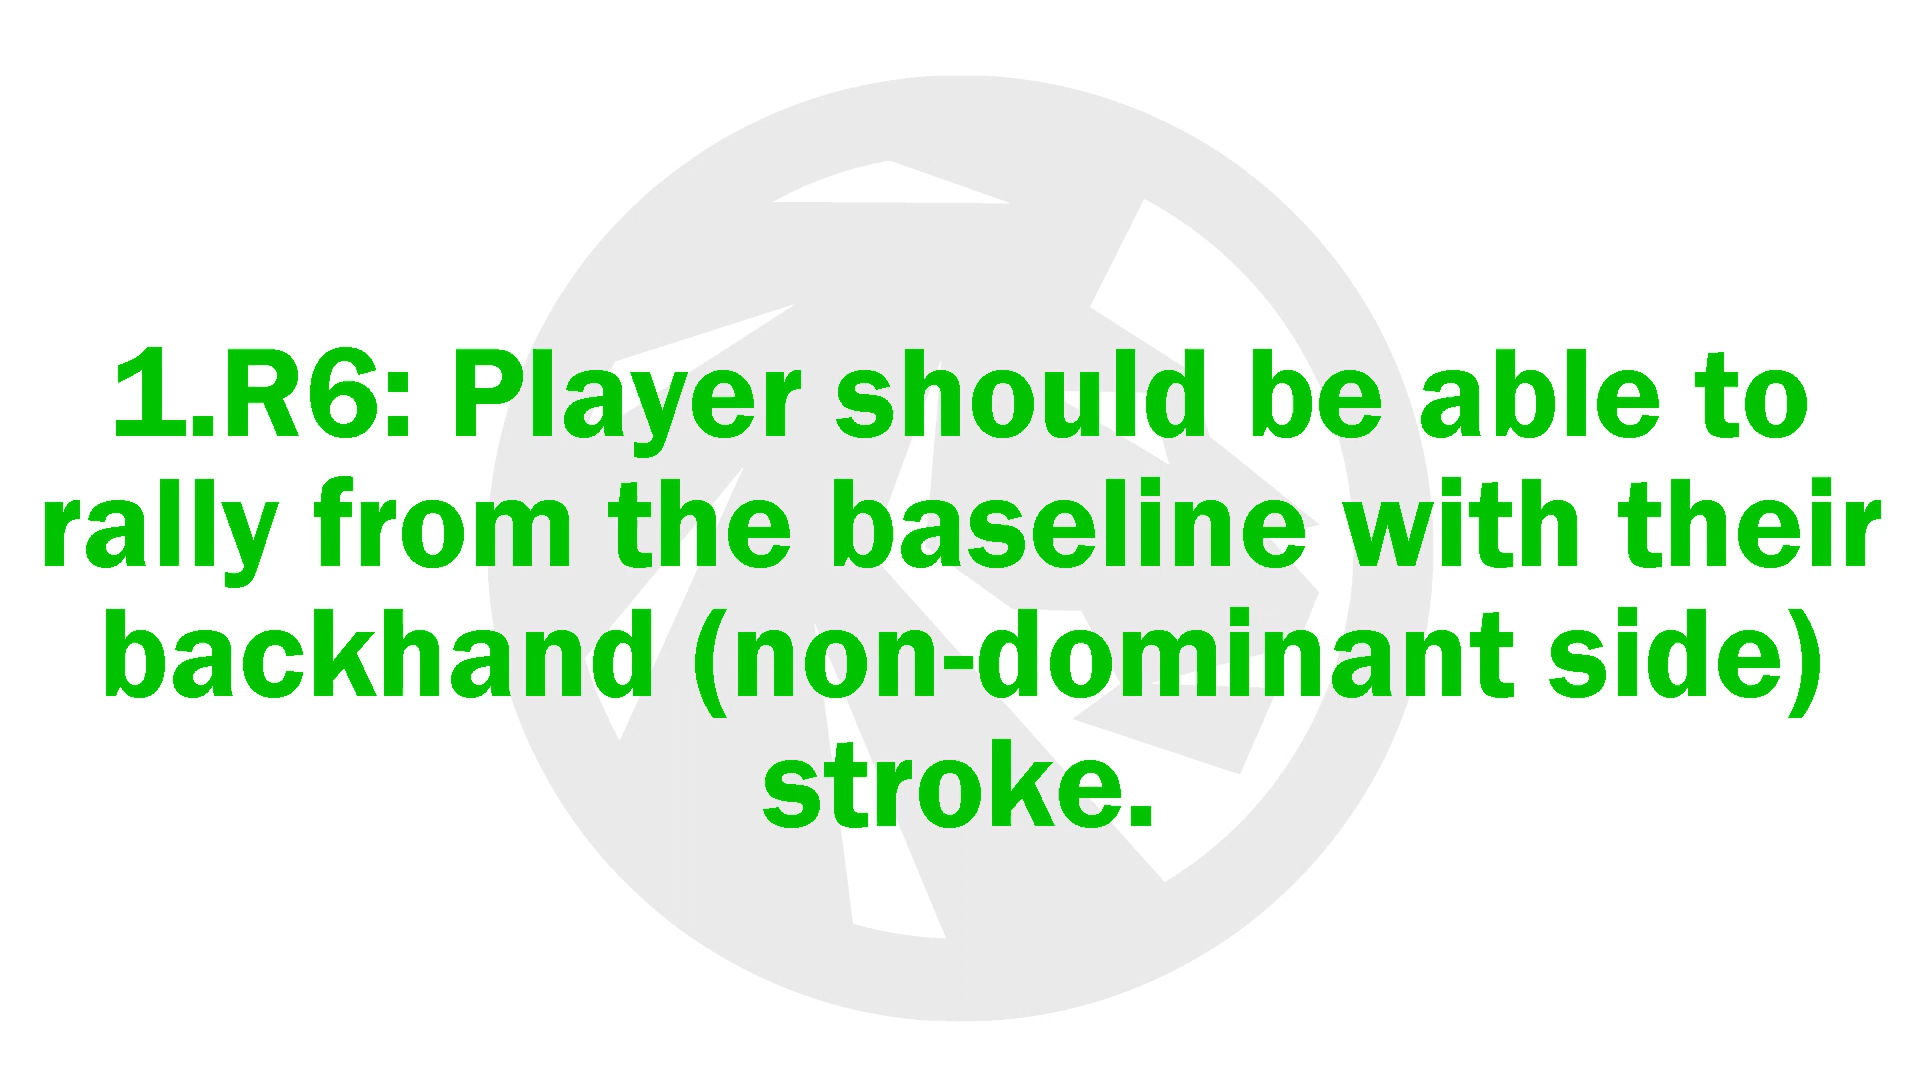 1.R6: Player should be able to
rally from the baseline with their
backhand (non-dominant side)
stroke.